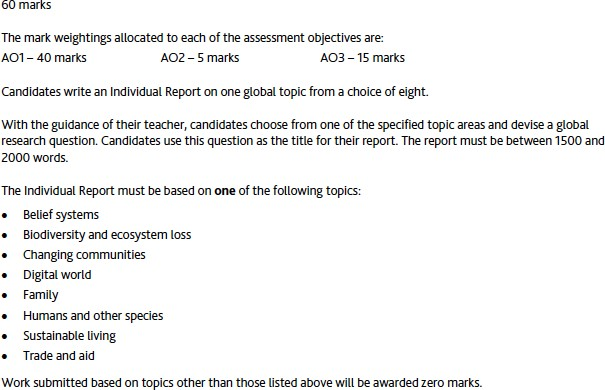 60 marks
The mark weightings allocated to each of the assessment objectives are:
AO1 – 40 marks AO2 – 5 marks AO3 – 15 marks
Candidates write an Individual Report on one global topic from a choice of eight.
With the guidance of their teacher, candidates choose from one of the specified topic areas and devise a global
research question. Candidates use this question as the title for their report. The report must be between 1500 and
2000 words.
The Individual Report must be based on one of the following topics:
• Belief systems
• Biodiversity and ecosystem loss
• Changing communities
• Digital world
• Family
• Humans and other species
• Sustainable living
• Trade and aid
Work submitted based on topics other than those listed above will be awarded zero marks.